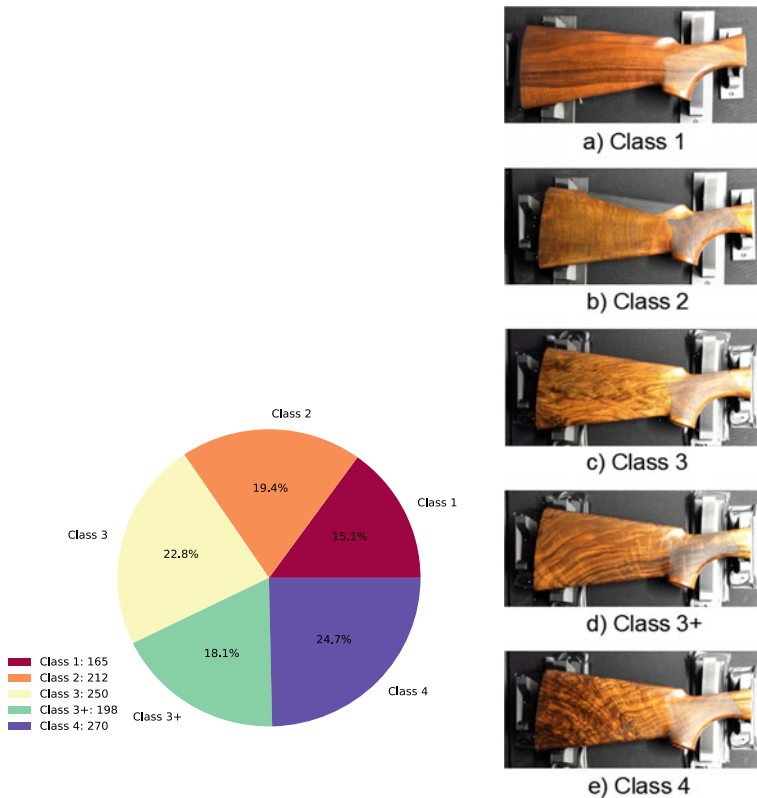 a) Class 1
b) Class 2
c) Class 3
d) Class 3+
e) Class 4
Class 2
Class 1
19.4%
15.1%
Class 3
22.8%
18.1%
24.7%
Class 4
Class 3+
Class 1: 165
Class 2: 212
Class 3: 250
Class 3+: 198
Class 4: 270